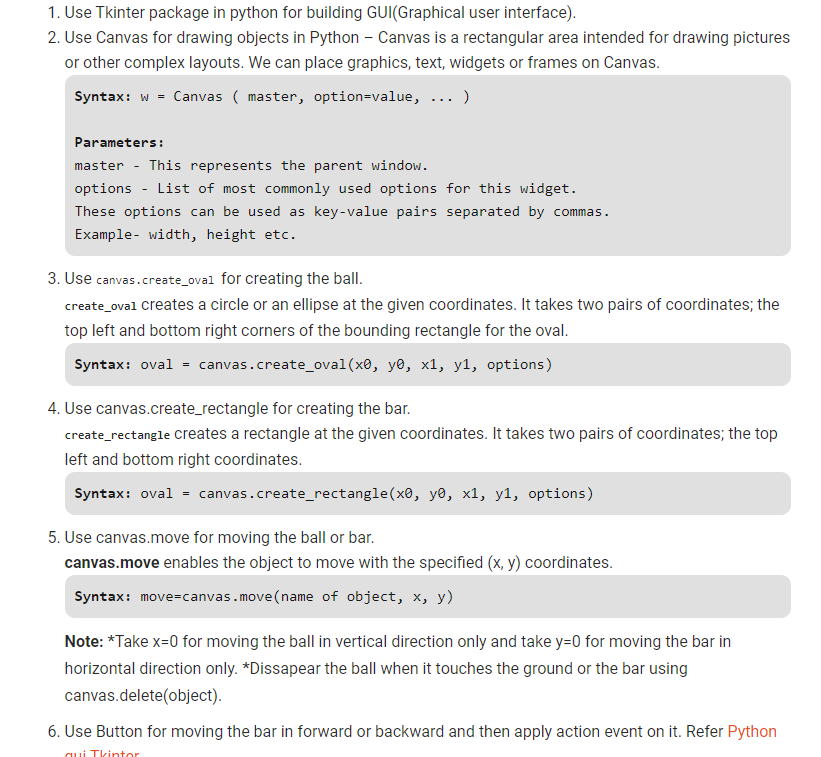 1. Use Tkinter package in python for building GUI(Graphical user interface).
2. Use Canvas for drawing objects in Python – Canvas is a rectangular area intended for drawing pictures
or other complex layouts. We can place graphics, text, widgets or frames on Canvas.
Syntax: w = Canvas ( master, option=value, ... )
Parameters:
master - This represents the parent window.
options - List of most commonly used options for this widget.
These options can be used as key-value pairs separated by commas.
Example- width, height etc.
3. Use canvas.create_oval for creating the ball.
create_oval creates a circle or an ellipse at the given coordinates. It takes two pairs of coordinates; the
top left and bottom right corners of the bounding rectangle for the oval.
Syntax: oval = canvas.create_oval(x0, y0, x1, y1, options)
4. Use canvas.create_rectangle for creating the bar.
create_rectangle creates a rectangle at the given coordinates. It takes two pairs of coordinates; the top
left and bottom right coordinates.
Syntax: oval = canvas.create_rectangle(x0, y0, x1, y1, options)
5. Use canvas.move for moving the ball or bar.
canvas.move enables the object to move with the specified (x, y) coordinates.
Syntax: move=canvas.move(name of object, x, y)
Note: *Take x=0 for moving the ball in vertical direction only and take y=0 for moving the bar in
horizontal direction only. *Dissapear the ball when it touches the ground or the bar using
canvas.delete(object).
6. Use Button for moving the bar in forward or backward and then apply action event on it. Refer Python
gui Tkinter